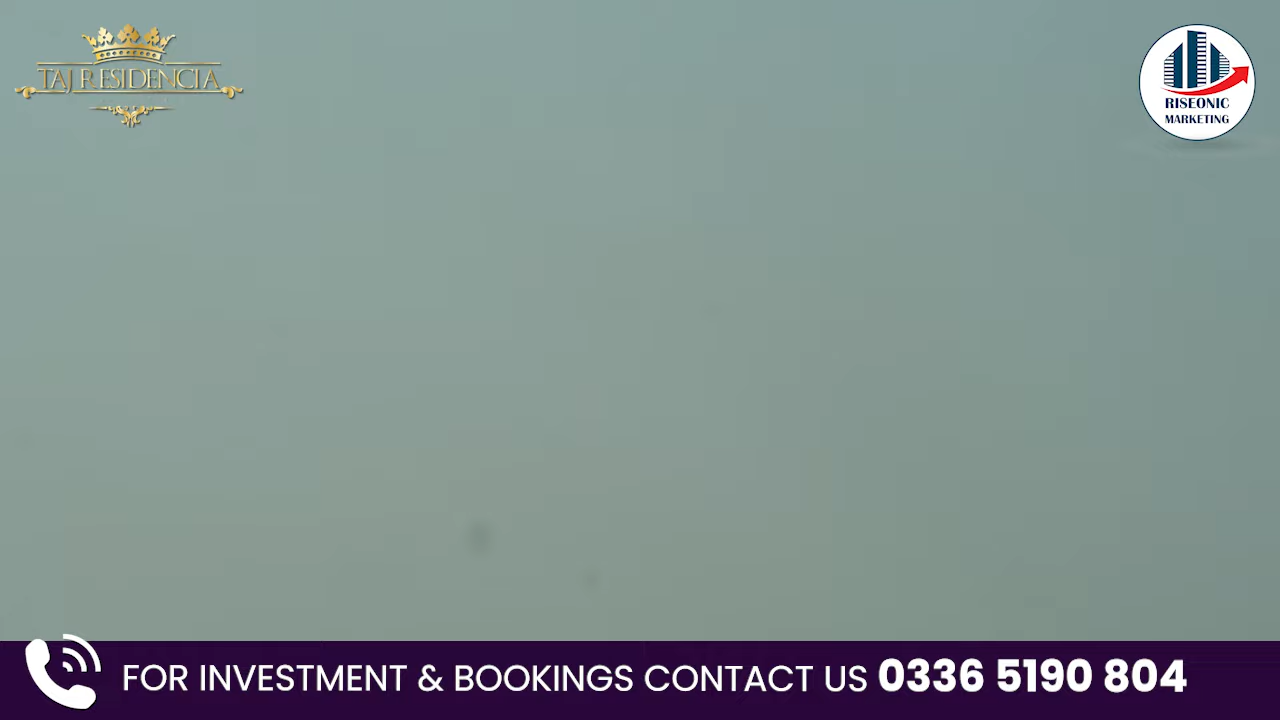 TAJ RESIDENCIA
RISEONIC
MARKETING
FOR INVESTMENT & BOOKINGS CONTACT US 0336 5190 804